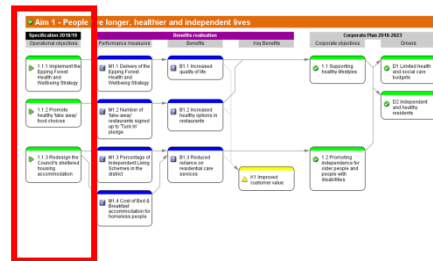 Aim 1 - People live longer, healthier and independent lives
Specification 2018/19
Benefits realisation
Corporate Plan 2018-2023
Operational objectives
Performance measures
Benefits
Key Benefits
Corporate objectives
Drivers
1.1.1 Implement the
Epping Forest
Health and
Wellbeing Strategy
M1.1 Delivery of the
Epping Forest
Health and
Wellbeing Strategy
B1.1 Increased
quality of life
1.1 Supporting
healthy lifestyles
D1 Limited health
and social care
budgets
1.1.2 Promote
healthy 'take away'
food choices
M1.2 Number of
'take away'
restaurants signed
up to 'Tuck in'
pledge
B1.2 Increased
healthy options in
restaurants
D2 Independent
and healthy
residents
1.1.3 Redesign the
Council's sheltered
housing
accommodation
M1.3 Percentage of
Independent Living
Schemes in the
district
B1.3 Reduced
reliance on
residential care
services
K1 Improved
customer value
1.2 Promoting
independence for
older people and
people with
disabilities
M1.4 Cost of Bed &
Breakfast
accommodation for
homeless people